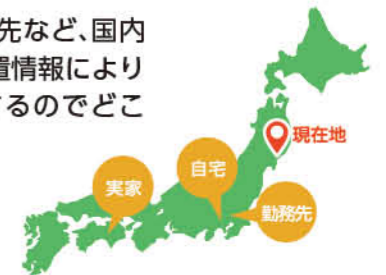 先など、国内
置情報により
るのでどこ
現在地
自宅
実家
勤務先